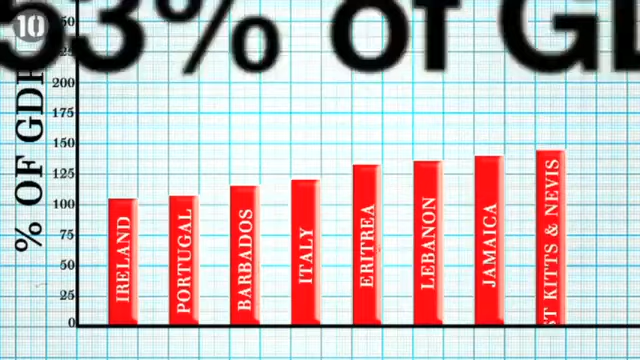 10
53% of GD
% OF GDP
250
200
175
150
125
100
75
50
25
0
IRELAND
PORTUGAL
BARBADOS
ITALY
ERITREA
LEBANON
JAMAICA
ST KITTS & NEVIS